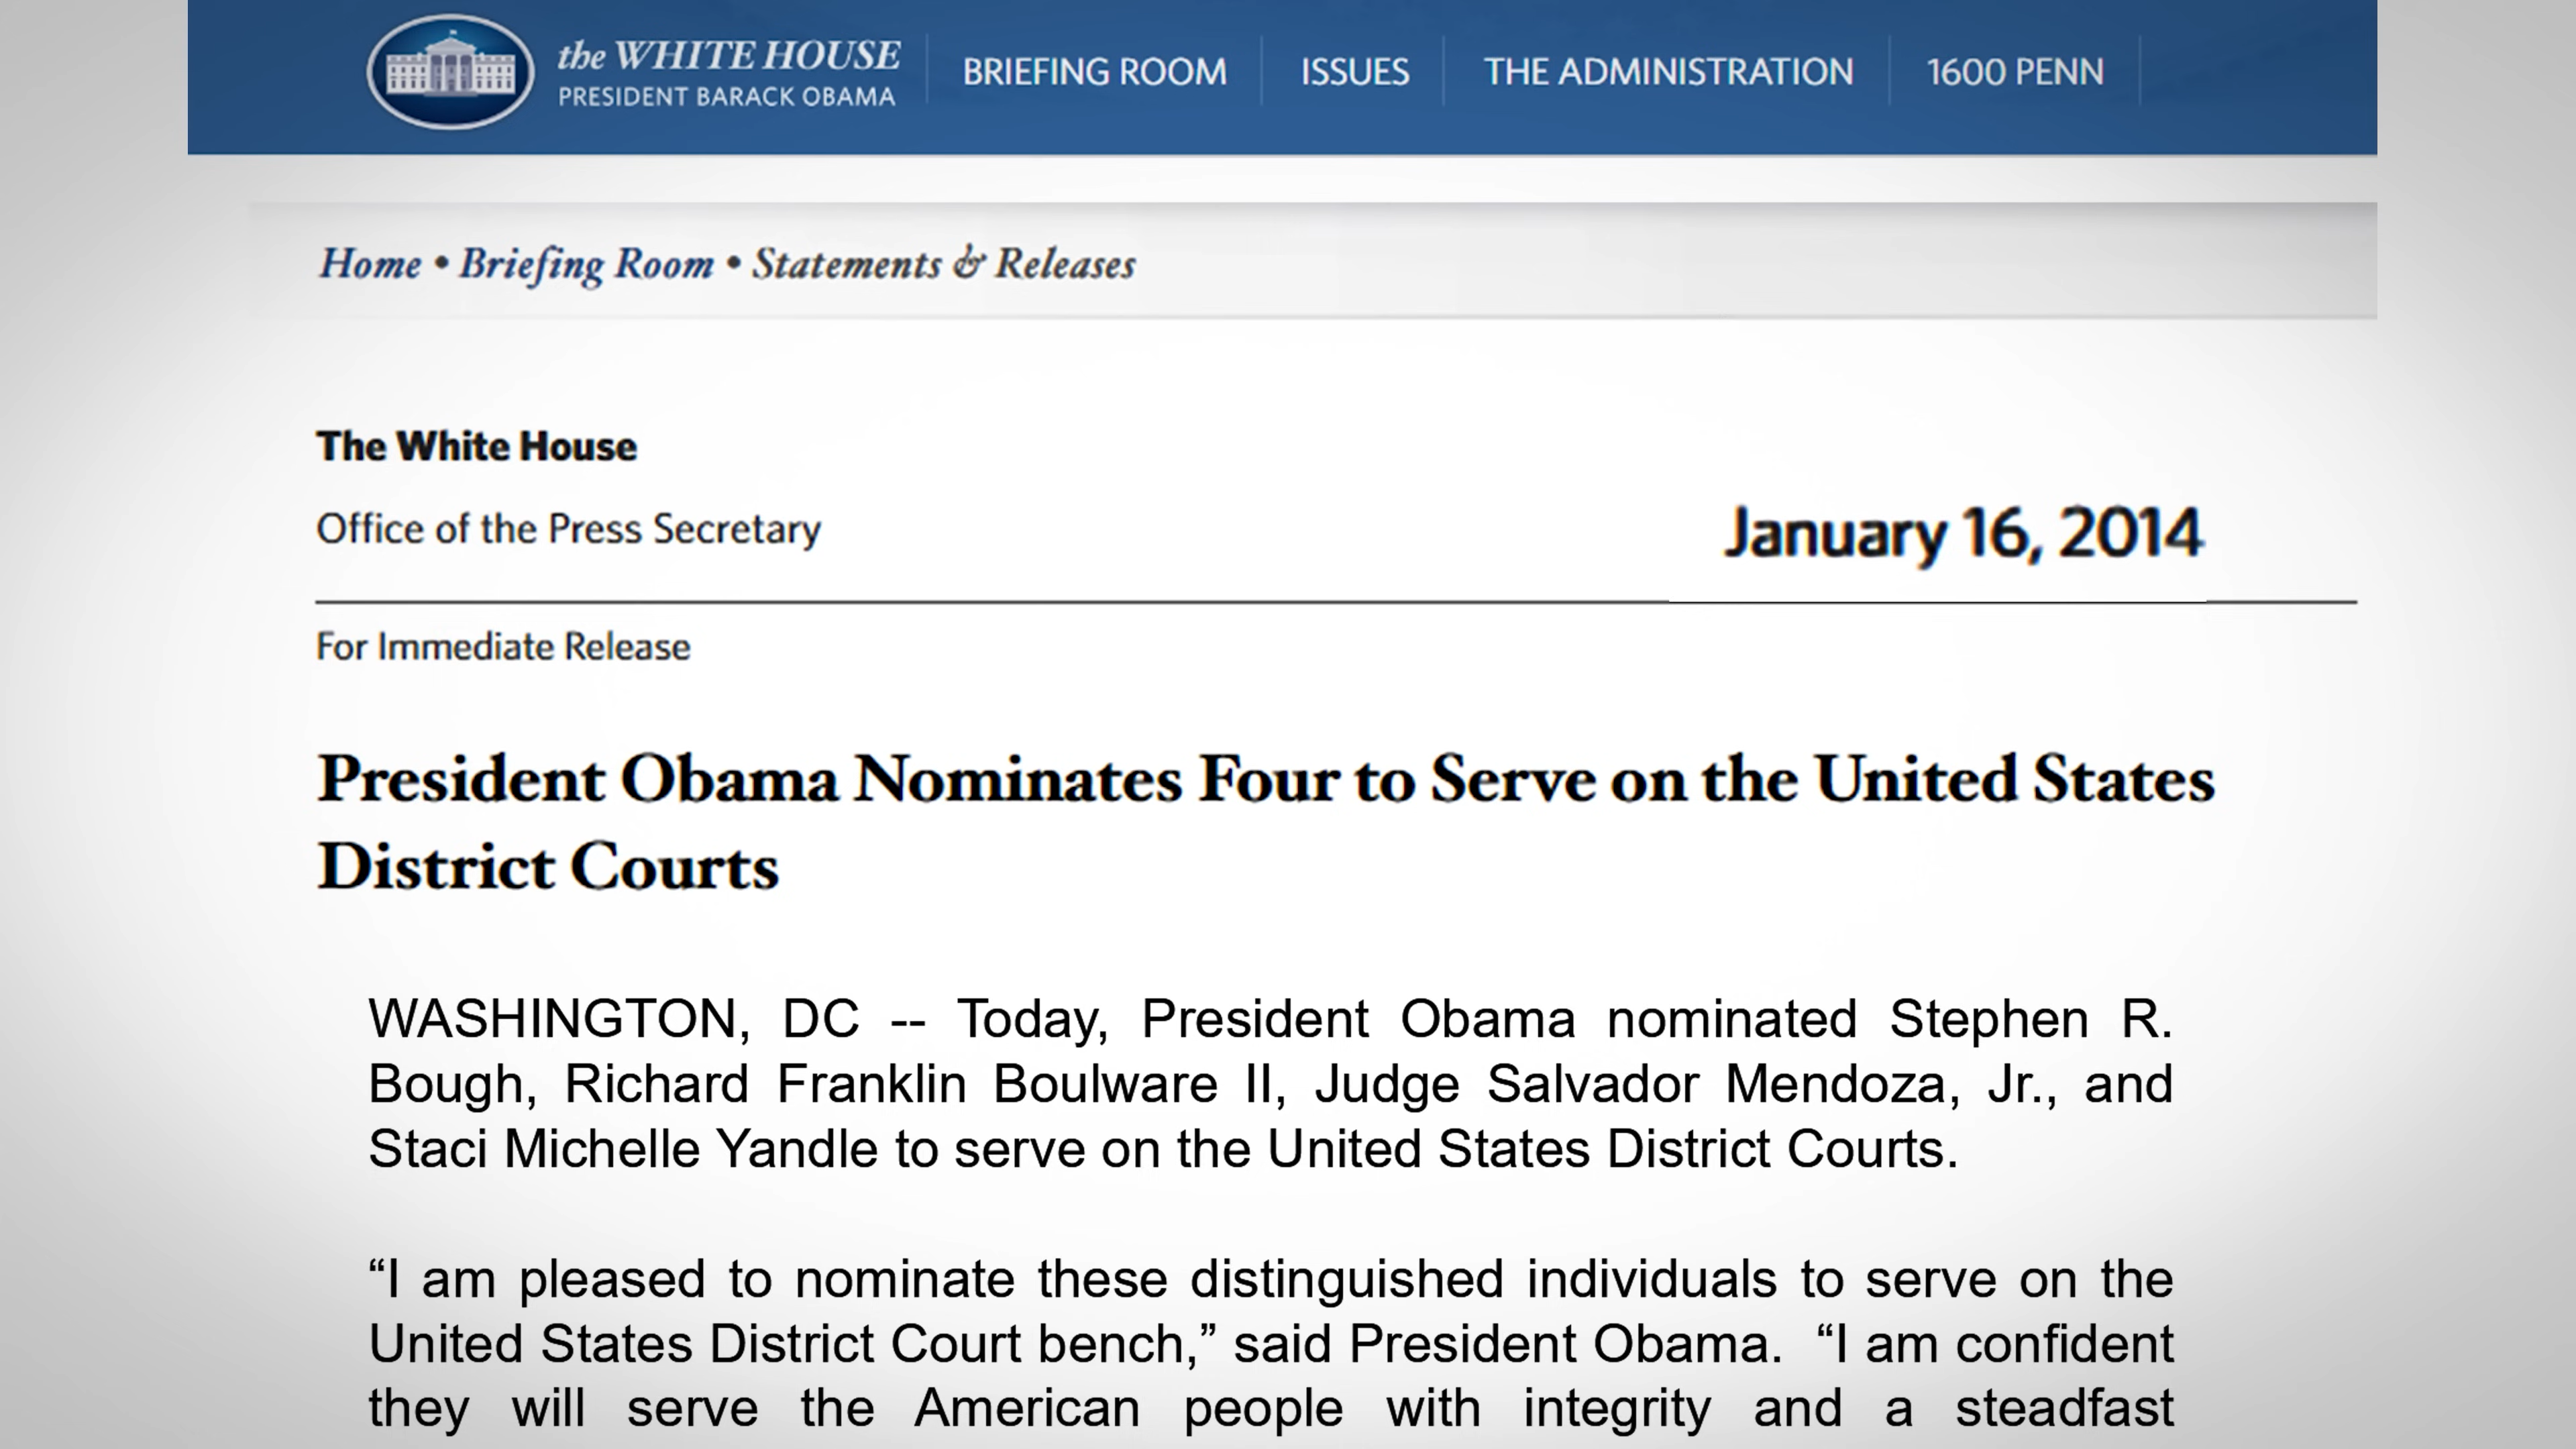 the WHITE HOUSE
PRESIDENT BARACK OBAMA
BRIEFING ROOM
ISSUES
THE ADMINISTRATION
1600 PENN
Home • Briefing Room • Statements & Releases
The White House
Office of the Press Secretary
January 16, 2014
For Immediate Release
President Obama Nominates Four to Serve on the United States
District Courts
WASHINGTON, DC -- Today, President Obama nominated Stephen R.
Bough, Richard Franklin Boulware II, Judge Salvador Mendoza, Jr., and
Staci Michelle Yandle to serve on the United States District Courts.
“I am pleased to nominate these distinguished individuals to serve on the
United States District Court bench,” said President Obama.  “I am confident
they will serve the American people with integrity and a steadfast